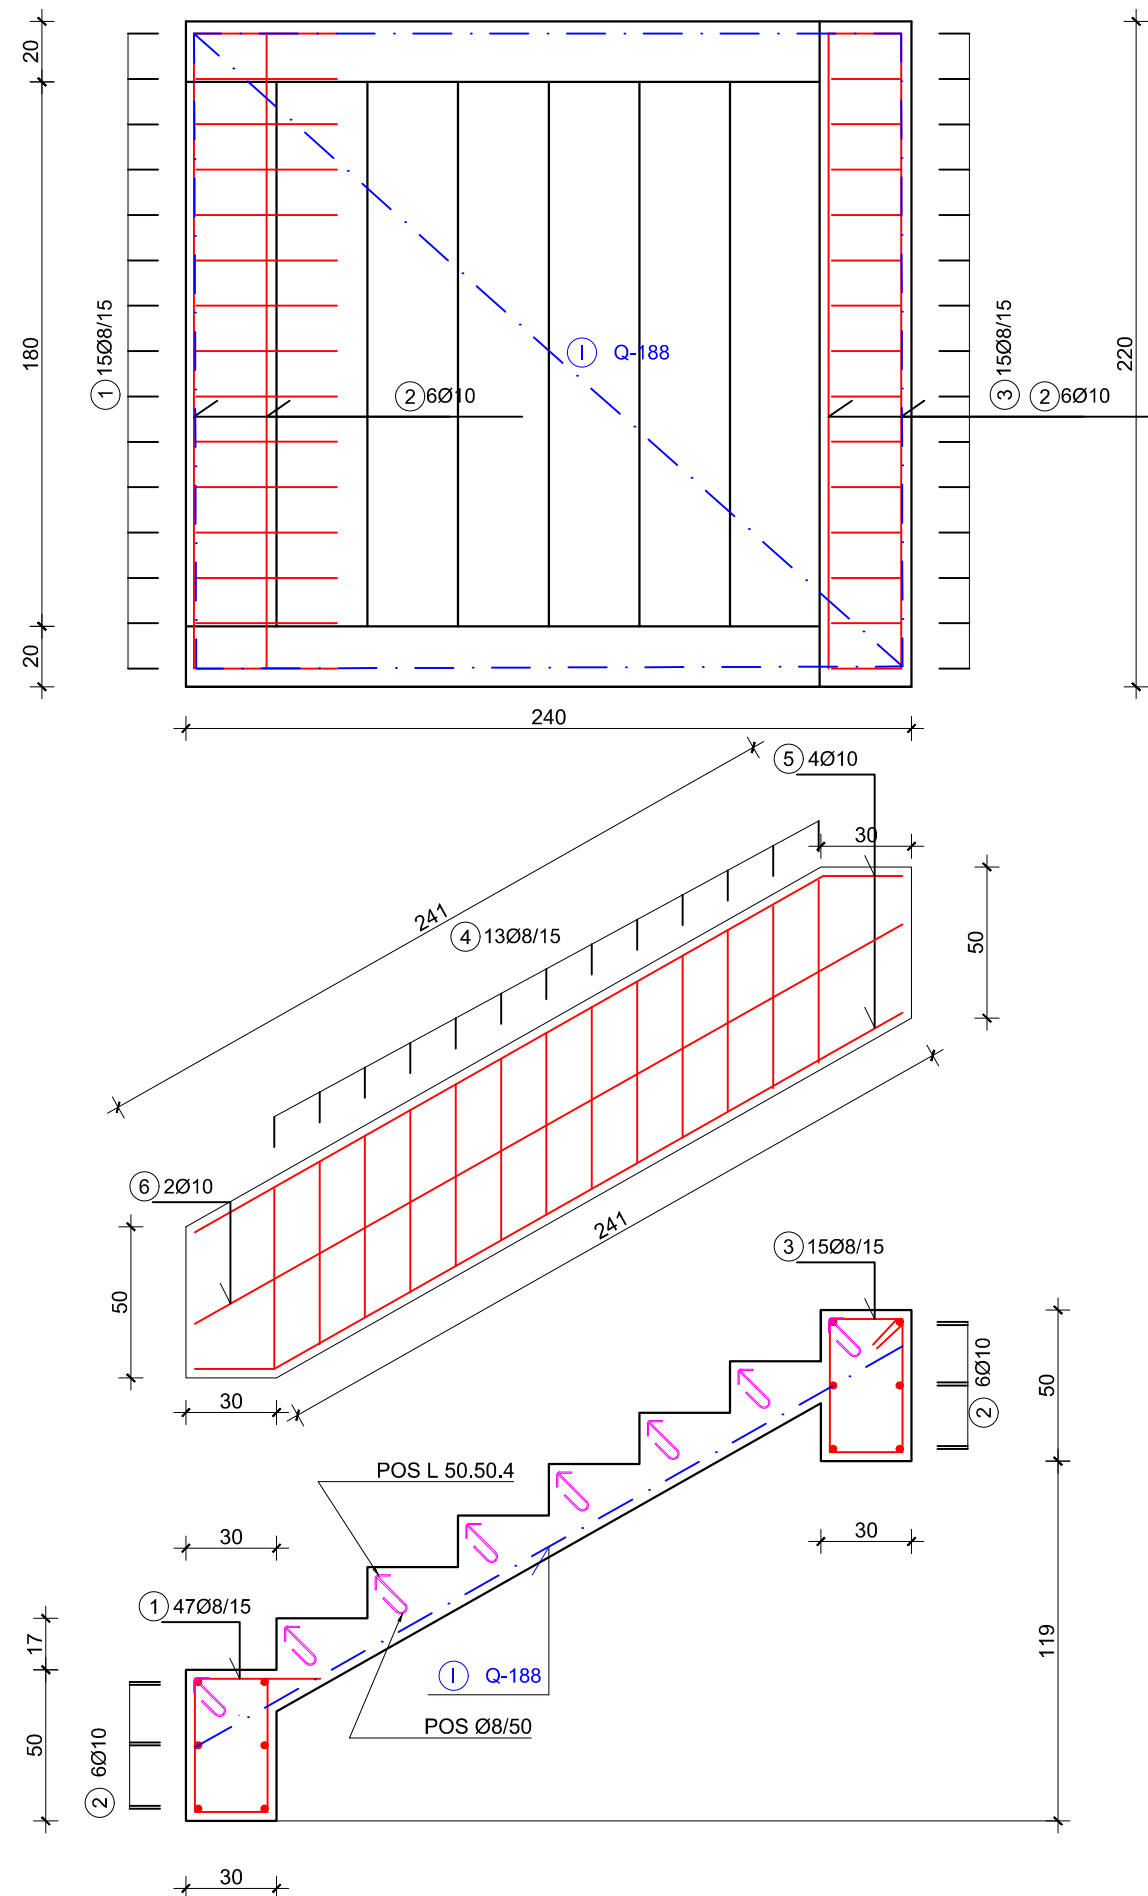 20
180
20
① 15Ø8/15
② 6Ø10
Ⓘ Q-188
③ 15Ø8/15
② 6Ø10
220
240
⑤ 4Ø10
30
241
④ 13Ø8/15
50
⑥ 2Ø10
241
50
30
③ 15Ø8/15
② 6Ø10
50
POS L 50.50.4
30
30
① 47Ø8/15
17
119
Ⓘ Q-188
POS Ø8/50
50
② 6Ø10
30